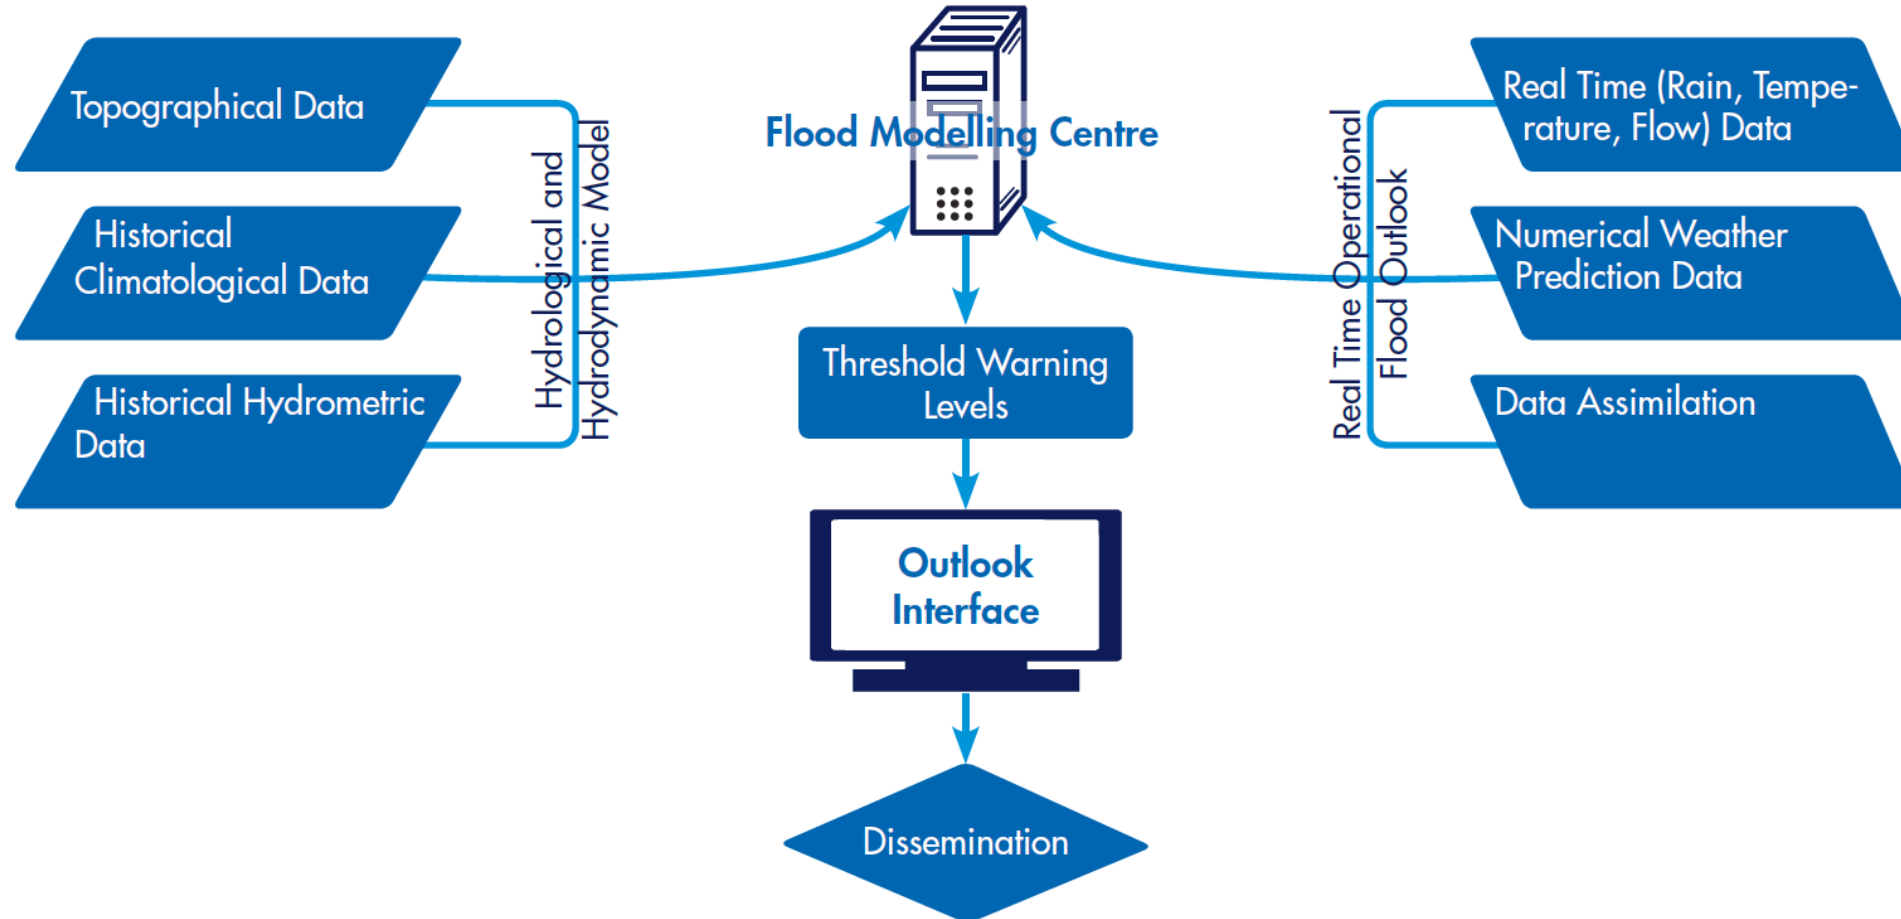 Topographical Data
Historical
Climatological Data
Historical Hydrometric
Data
Hydrological and
Hydrodynamic Model
Flood Modelling Centre
Threshold Warning
Levels
Outlook
Interface
Dissemination
Real Time Operational
Flood Outlook
Real Time (Rain, Tempe-
rature, Flow) Data
Numerical Weather
Prediction Data
Data Assimilation